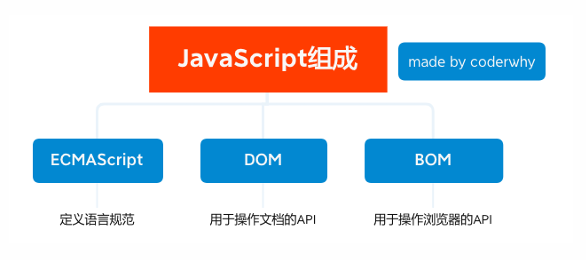 JavaScript组成
made by coderwhy
ECMAScript
DOM
BOM
定义语言规范
用于操作文档的API
用于操作浏览器的API